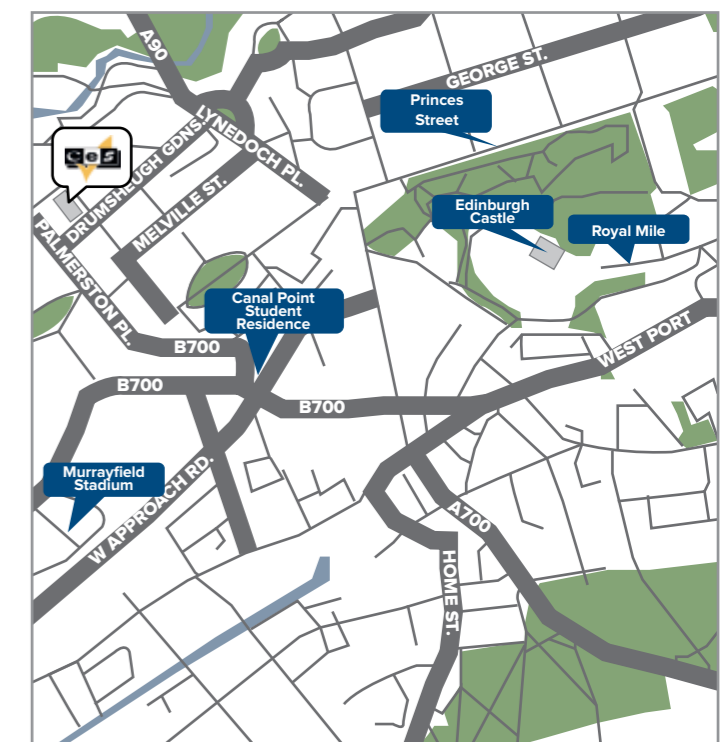 A90
GEORGE ST.
Princes
Street
LYNEDOCH PL.
CES
DRUMSHEUGH GDNS.
MELVILLE ST.
Edinburgh
Castle
Royal Mile
PALMERSTON PL.
Canal Point
Student
Residence
WEST PORT
B700
B700
B700
Murrayfield
Stadium
W APPROACH RD.
A700
HOME ST.